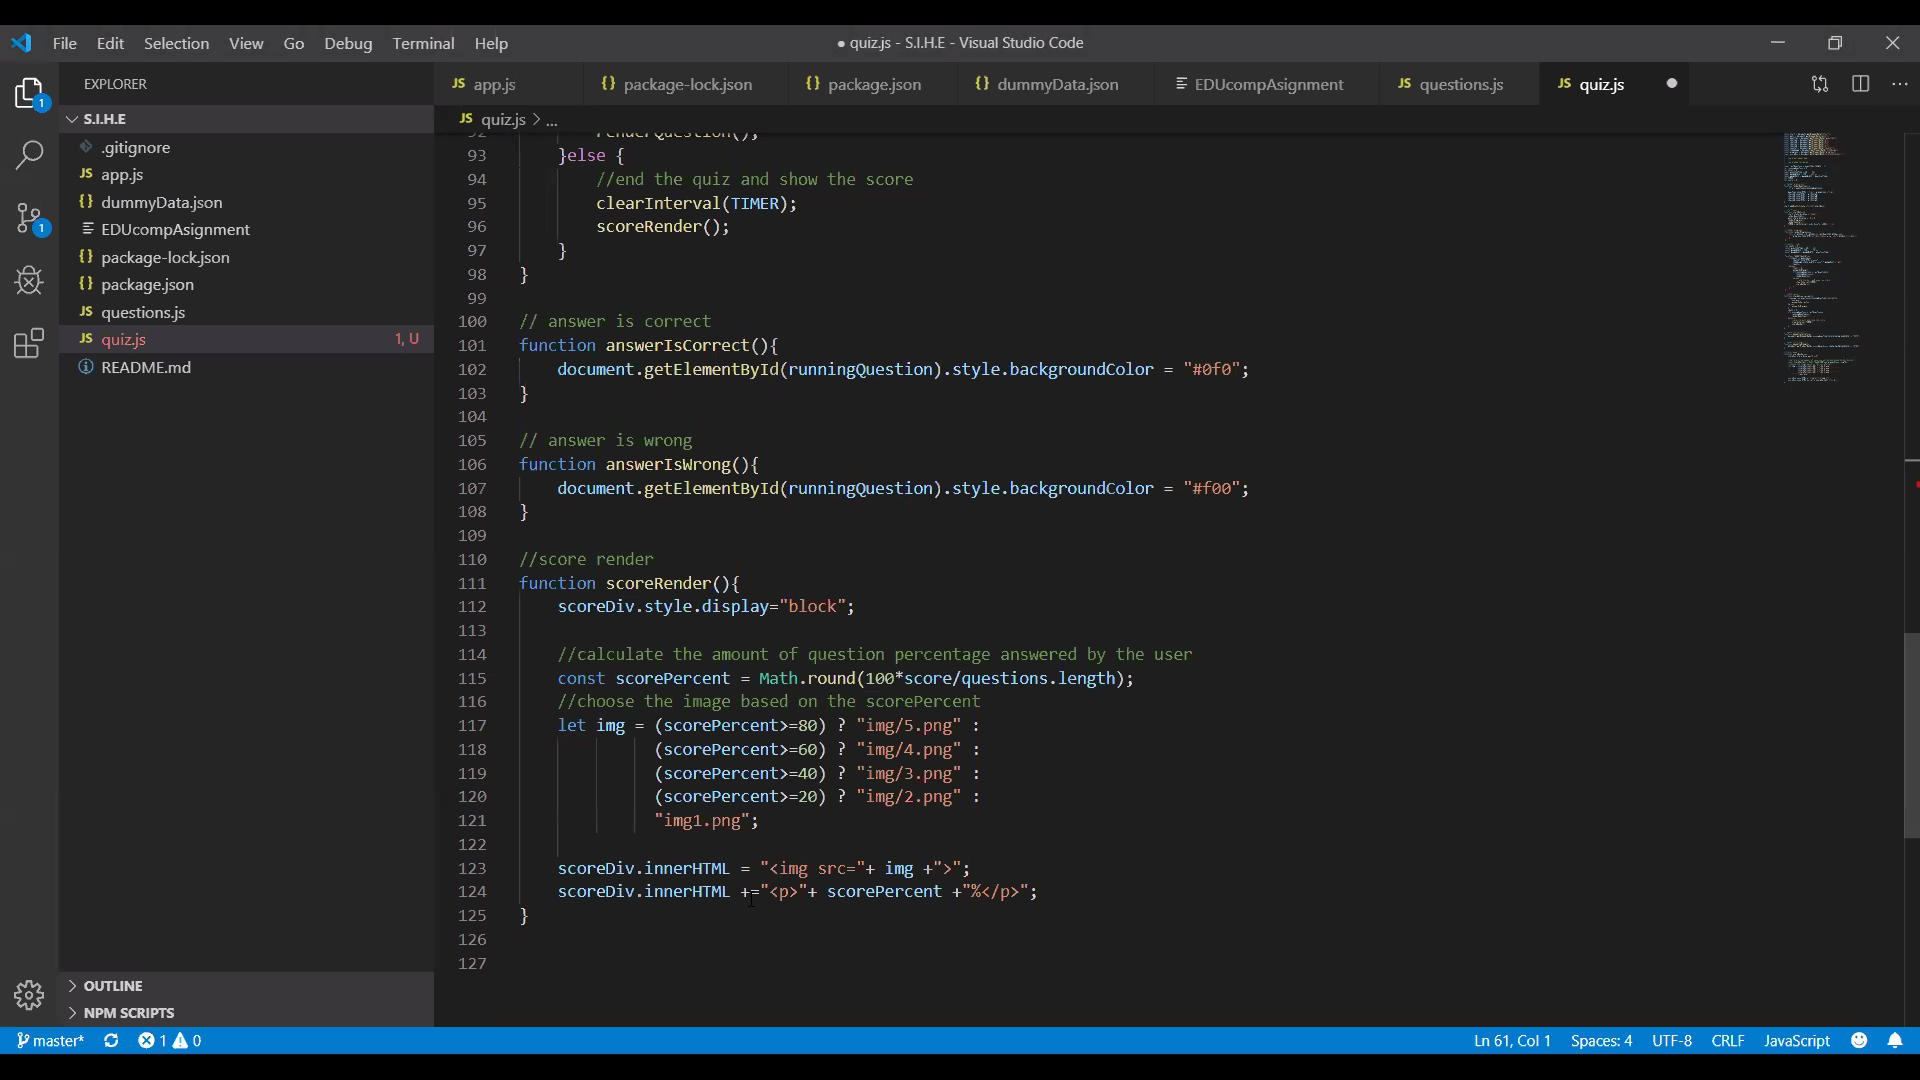 File Edit Selection View Go Debug Terminal Help
● quiz.js - S.I.H.E - Visual Studio Code
EXPLORER
JS app.js
{} package-lock.json
{} package.json
{} dummyData.json
EDUcompAsignment
JS questions.js
JS quiz.js
1
S.I.H.E
.gitignore
JS app.js
{} dummyData.json
EDUcompAsignment
{} package-lock.json
{} package.json
JS questions.js
JS quiz.js 1, U
README.md
1
OUTLINE
NPM SCRIPTS
JS quiz.js > ...
92 renderQuestion();
93 }else {
94 //end the quiz and show the score
95 clearInterval(TIMER);
96 scoreRender();
97 }
98 }
99
100 // answer is correct
101 function answerIsCorrect(){
102 document.getElementById(runningQuestion).style.backgroundColor = "#0f0";
103 }
104
105 // answer is wrong
106 function answerIsWrong(){
107 document.getElementById(runningQuestion).style.backgroundColor = "#f00";
108 }
109
110 //score render
111 function scoreRender(){
112 scoreDiv.style.display="block";
113
114 //calculate the amount of question percentage answered by the user
115 const scorePercent = Math.round(100*score/questions.length);
116 //choose the image based on the scorePercent
117 let img = (scorePercent>=80) ? "img/5.png" :
118 (scorePercent>=60) ? "img/4.png" :
119 (scorePercent>=40) ? "img/3.png" :
120 (scorePercent>=20) ? "img/2.png" :
121 "img1.png";
122
123 scoreDiv.innerHTML = "<img src="+ img +">";
124 scoreDiv.innerHTML +="<p>"+ scorePercent +"%</p>";
125 }
126
127
master* 1 0
Ln 61, Col 1 Spaces: 4 UTF-8 CRLF JavaScript